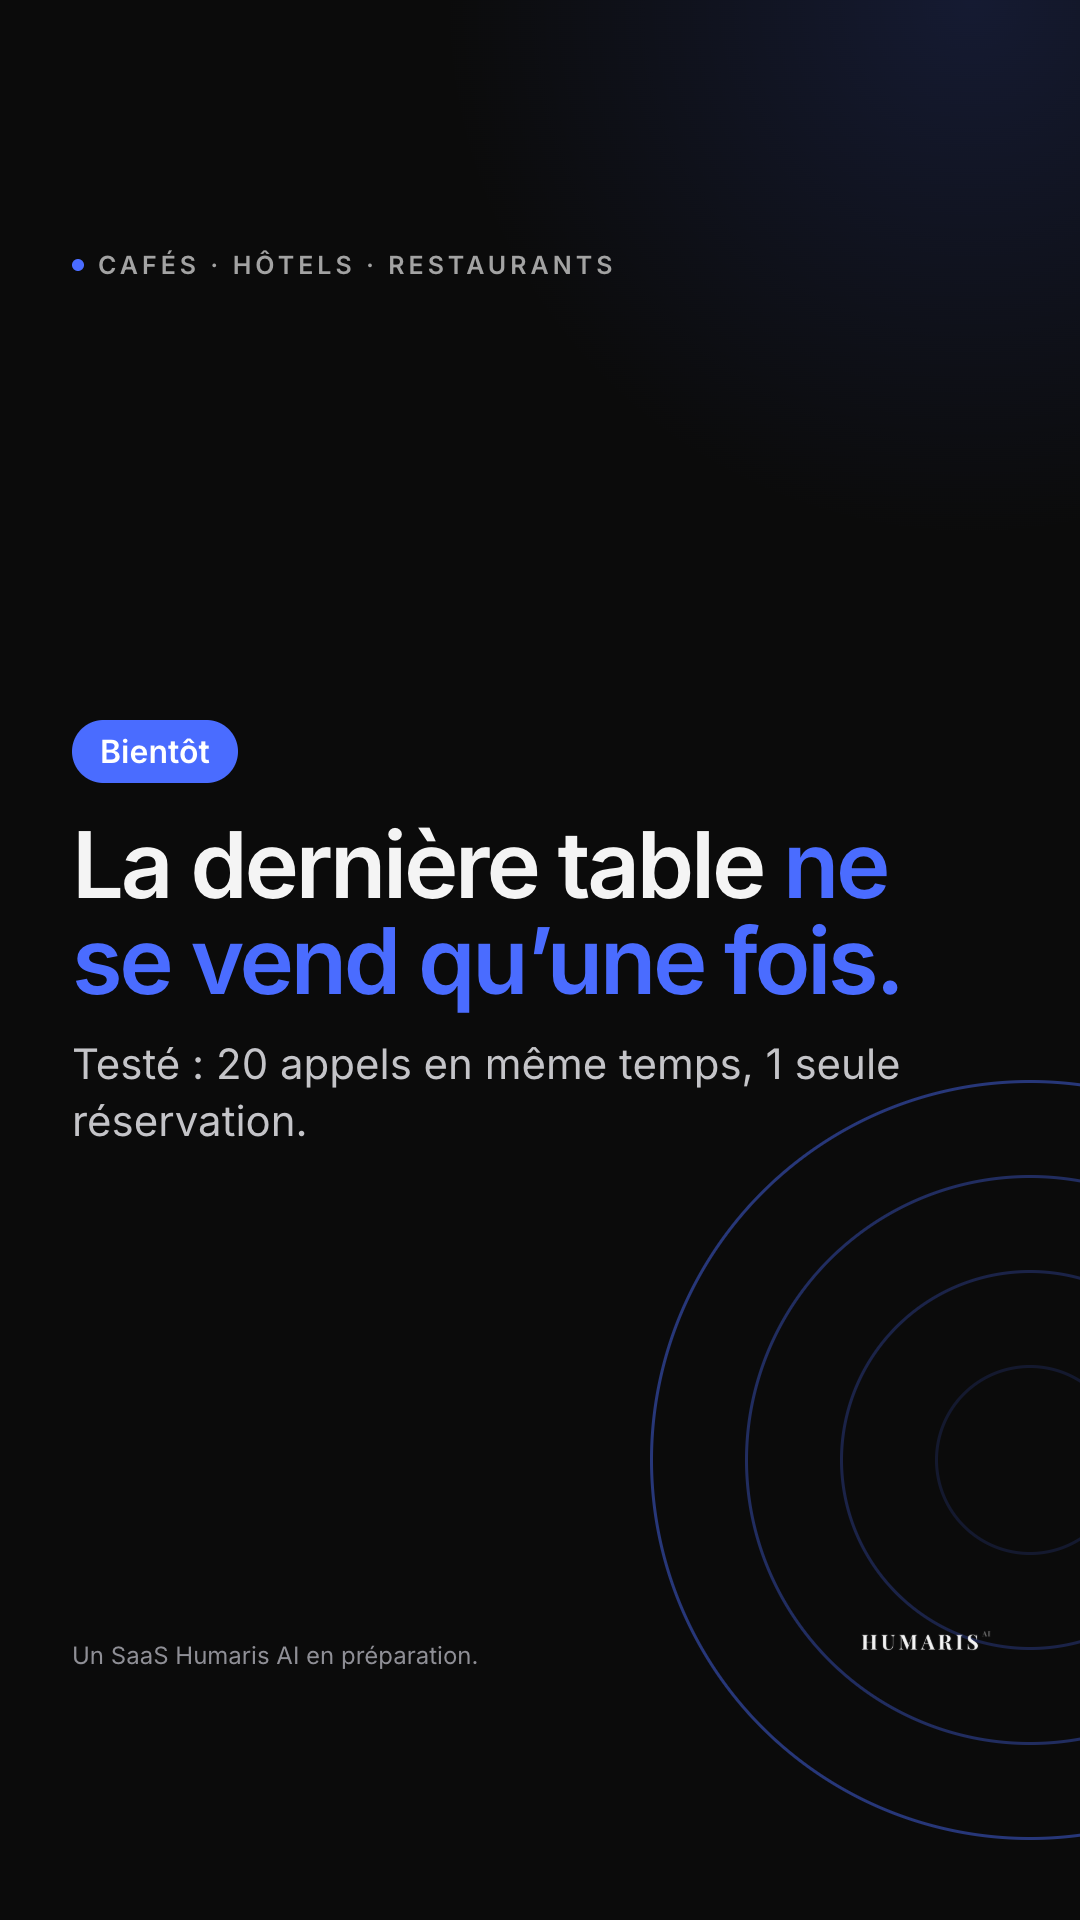 CAFÉS · HÔTELS · RESTAURANTS
Bientôt
La dernière table ne
se vend qu’une fois.
Testé : 20 appels en même temps, 1 seule
réservation.
Un SaaS Humaris AI en préparation.
HUMARIS AI